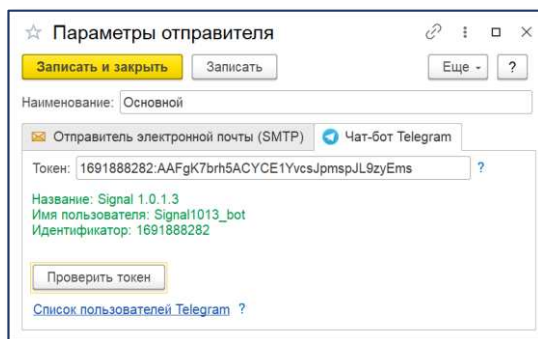 Параметры отправителя
Записать и закрыть Записать Еще ?
Наименование: Основной
Отправитель электронной почты (SMTP) Чат-бот Telegram
Токен: 1691888282:AAFgK7brh5ACYCE1YvcsJpmspJL9zyEms ?
Название: Signal 1.0.1.3
Имя пользователя: Signal1013_bot
Идентификатор: 1691888282
Проверить токен
Список пользователей Telegram ?